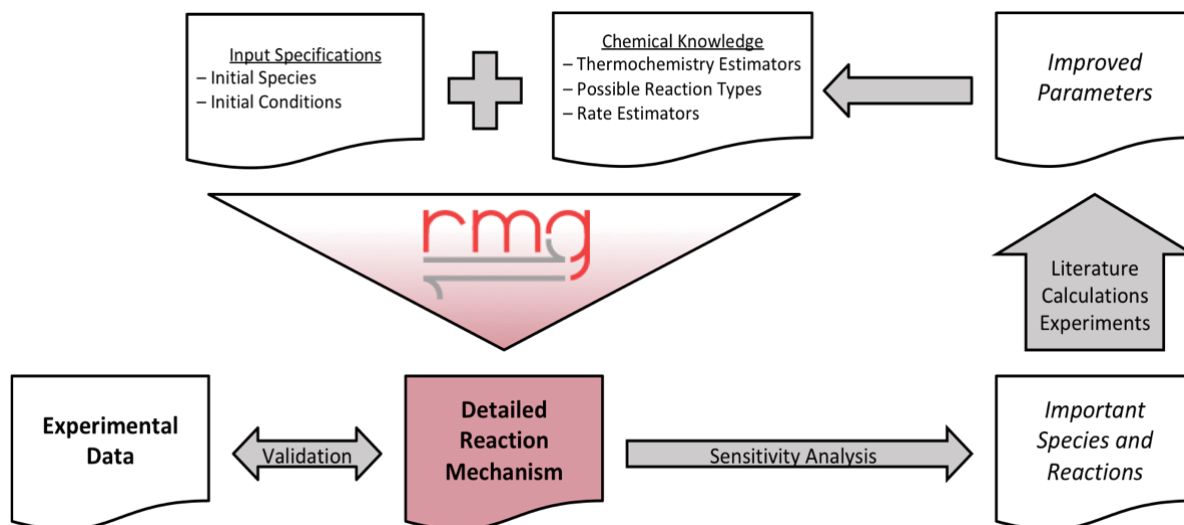 Input Specifications
– Initial Species
– Initial Conditions
Chemical Knowledge
– Thermochemistry Estimators
– Possible Reaction Types
– Rate Estimators
Improved
Parameters
rmg
Literature
Calculations
Experiments
Experimental
Data
Validation
Detailed
Reaction
Mechanism
Sensitivity Analysis
Important
Species and
Reactions